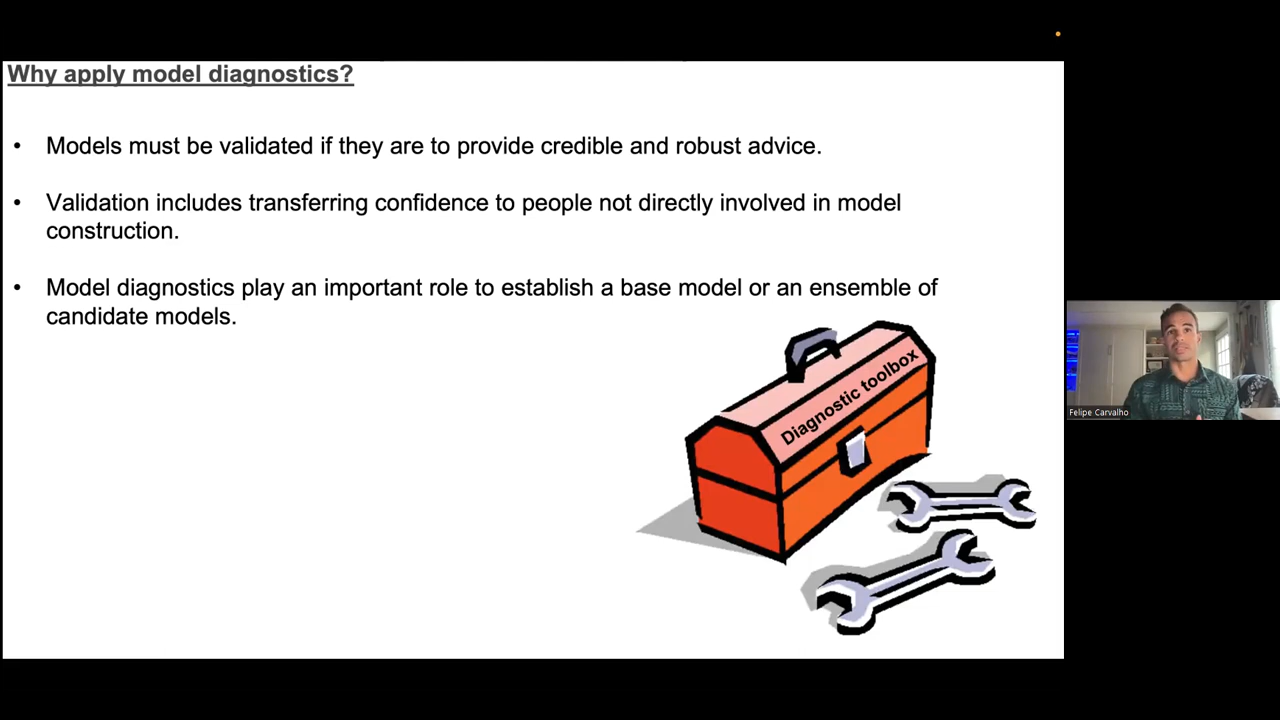 Why apply model diagnostics?
• Models must be validated if they are to provide credible and robust advice.
• Validation includes transferring confidence to people not directly involved in model
construction.
• Model diagnostics play an important role to establish a base model or an ensemble of
candidate models.
Diagnostic toolbox
Felipe Carvalho